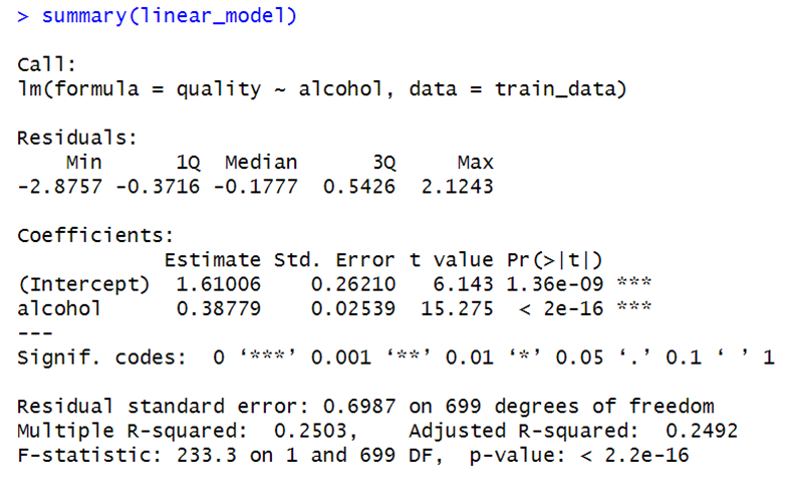 > summary(linear_model)
Call:
lm(formula = quality ~ alcohol, data = train_data)
Residuals:
    Min      1Q  Median      3Q     Max
-2.8757 -0.3716 -0.1777  0.5426  2.1243
Coefficients:
            Estimate Std. Error t value Pr(>|t|)
(Intercept)  1.61006    0.26210   6.143 1.36e-09 ***
alcohol      0.38779    0.02539  15.275  < 2e-16 ***
---
Signif. codes:  0 ‘***’ 0.001 ‘**’ 0.01 ‘*’ 0.05 ‘.’ 0.1 ‘ ’ 1
Residual standard error: 0.6987 on 699 degrees of freedom
Multiple R-squared:  0.2503,    Adjusted R-squared:  0.2492
F-statistic: 233.3 on 1 and 699 DF,  p-value: < 2.2e-16